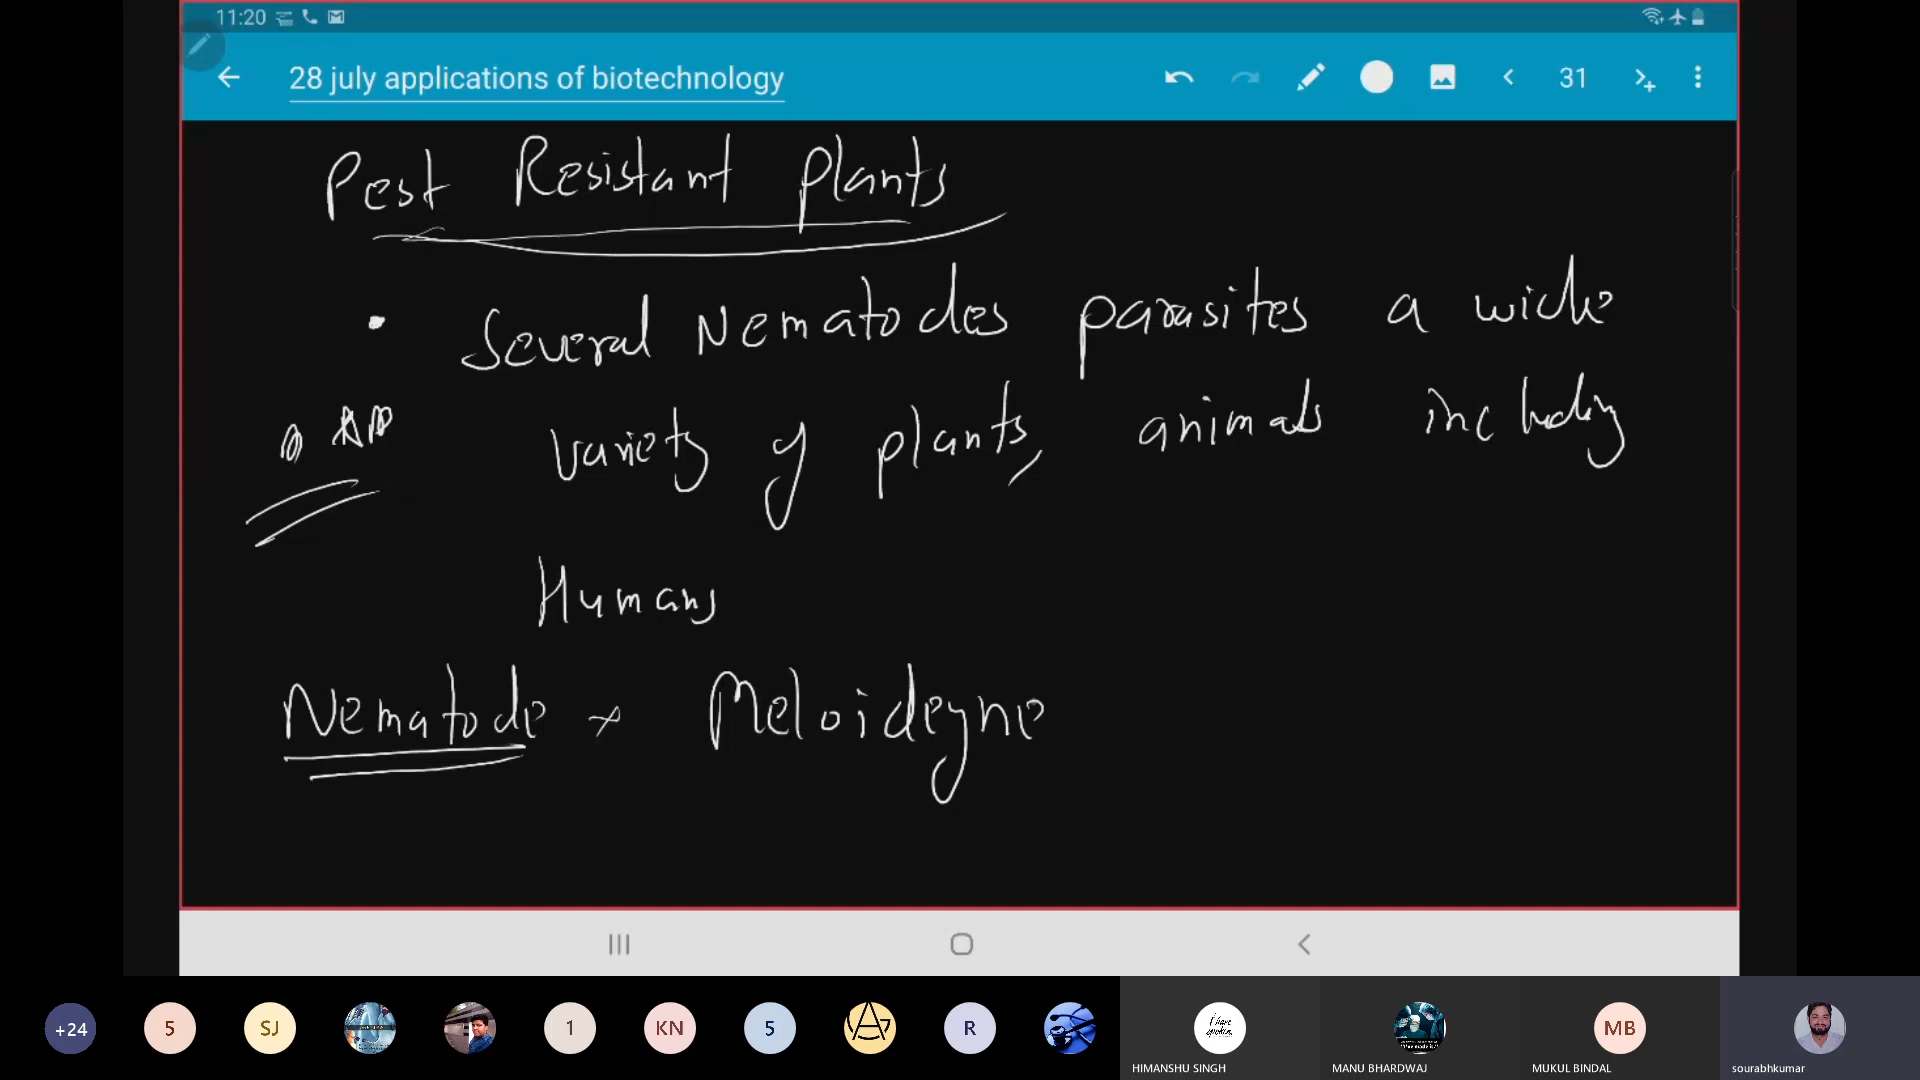 11:20
28 july applications of biotechnology
31
Pest Resistant Plants
• Several Nematodes parasites a wide
variety of plants, animals including
Humans
Nematode → Meloidegyne
+24
5
SJ
1
KN
5
R
MB
HIMANSHU SINGH
MANU BHARDWAJ
MUKUL BINDAL
sourabhkumar